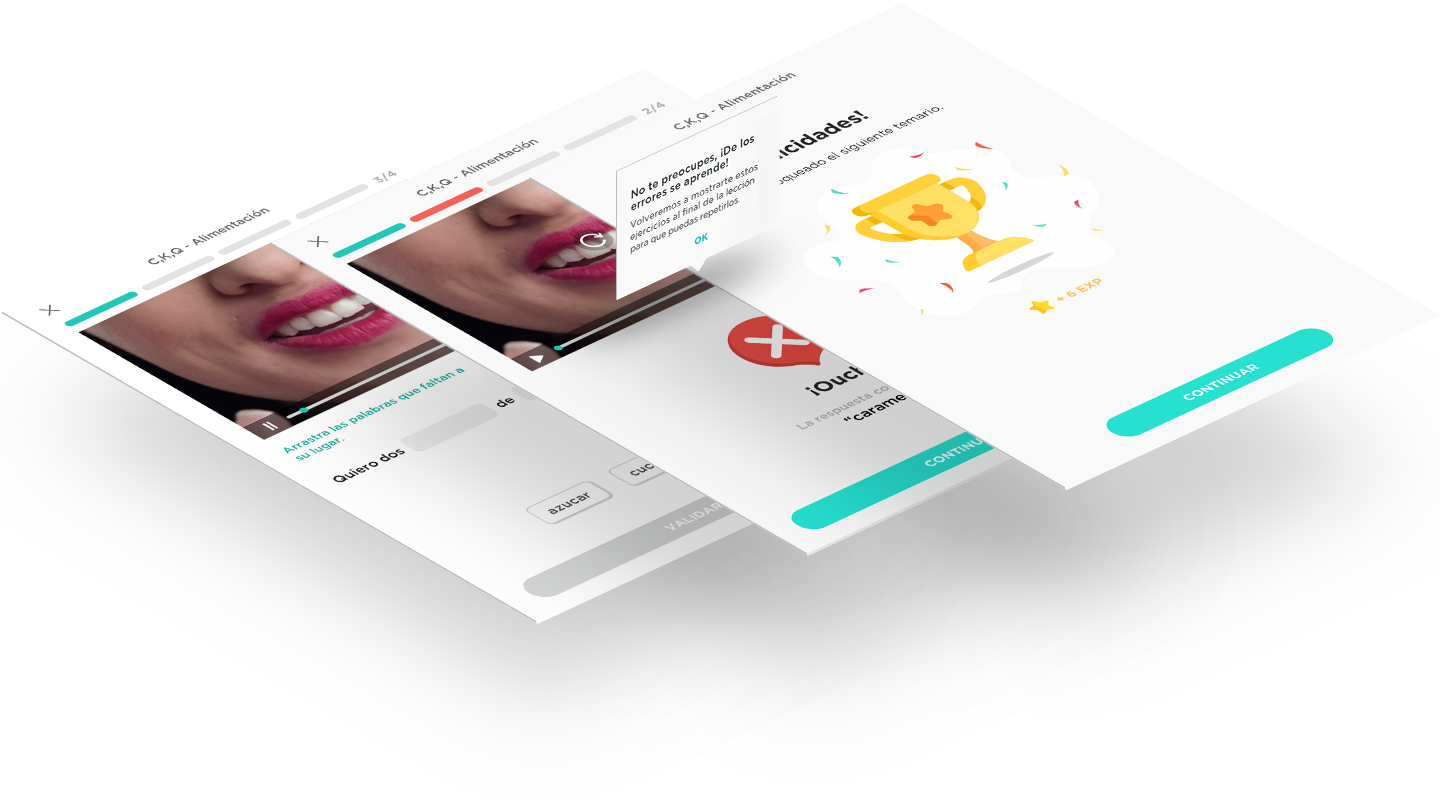 C,K,Q - Alimentación
3/4
Arrastra las palabras que faltan a
su lugar.
Quiero dos
de
azucar
cuc
VALIDAR
C,K,Q - Alimentación
2/4
No te preocupes, ¡De los
errores se aprende!
Volveremos a mostrarte estos
ejercicios al final de la lección
para que puedas repetirlos.
OK
¡Ouch
La respuesta co
"carame
CONTINU
C,K,Q - Alimentación
icidades!
oqueado el siguiente temario.
+ 6 EXP
CONTINUAR